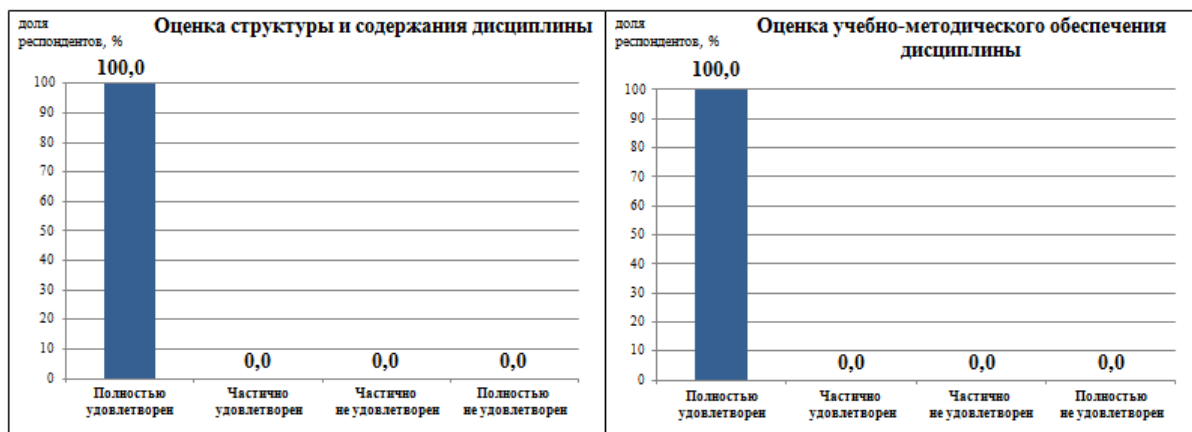 доля
респондентов, %
Оценка структуры и содержания дисциплины
100,0
100
90
80
70
60
50
40
30
20
10
0
0,0
0,0
0,0
Полностью
удовлетворен
Частично
удовлетворен
Частично
не удовлетворен
Полностью
не удовлетворен
доля
респондентов, %
Оценка учебно-методического обеспечения
дисциплины
100,0
100
90
80
70
60
50
40
30
20
10
0
0,0
0,0
0,0
Полностью
удовлетворен
Частично
удовлетворен
Частично
не удовлетворен
Полностью
не удовлетворен